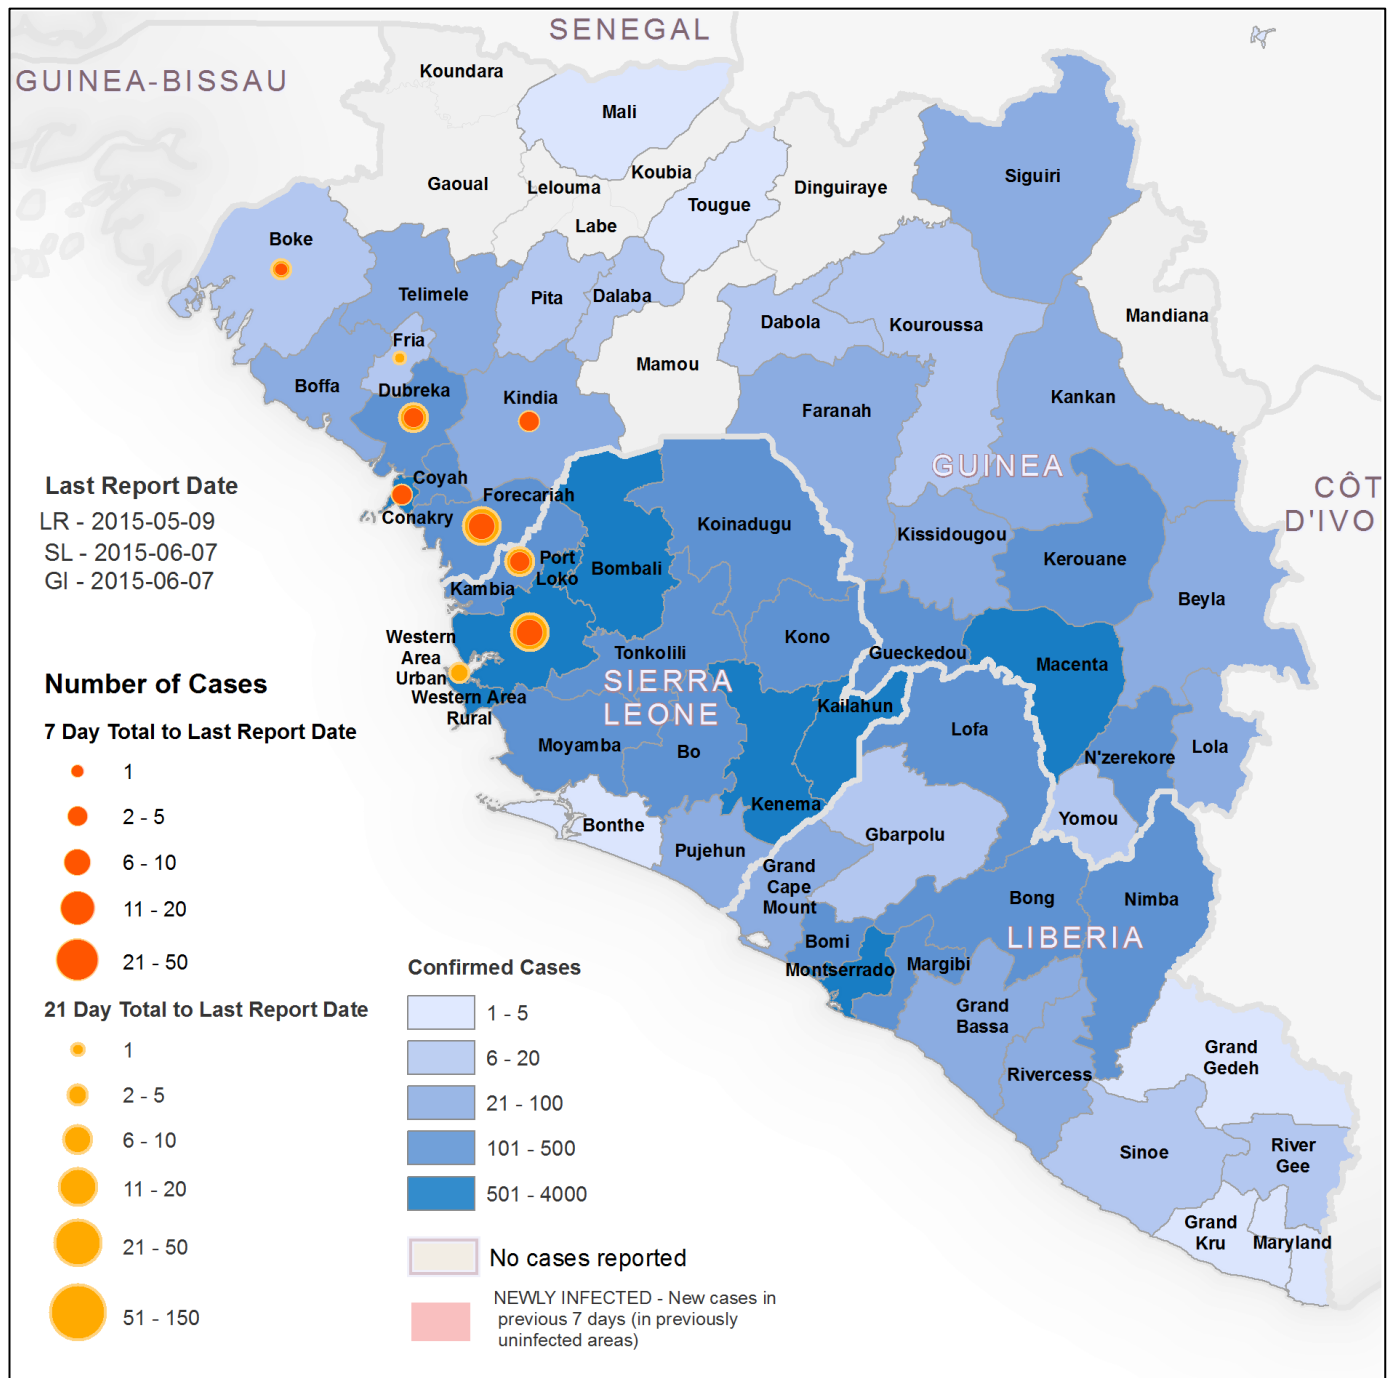 SENEGAL
GUINEA-BISSAU
Koundara
Mali
Koubia
Gaoual
Lelouma
Labe
Tougue
Dinguiraye
Siguiri
Boke
Telimele
Pita
Dalaba
Dabola
Kouroussa
Mandiana
Fria
Mamou
Boffa
Dubreka
Kindia
Faranah
Kankan
GUINEA
CÔT
D'IVO
Coyah
Forecariah
Conakry
Koinadugu
Kissidougou
Port
Loko
Bombali
Kerouane
Kambia
Beyla
Western
Area
Urban
Kono
Tonkolili
Gueckedou
Macenta
SIERRA
LEONE
Western Area
Rural
Kailahun
Lofa
Moyamba
Bo
N'zerekore
Lola
Kenema
Bonthe
Yomou
Gbarpolu
Pujehun
Grand
Cape
Mount
Bong
Nimba
LIBERIA
Bomi
Montserrado
Margibi
Grand
Bassa
Rivercess
Grand
Gedeh
Sinoe
River
Gee
Grand
Kru
Maryland
Last Report Date
LR - 2015-05-09
SL - 2015-06-07
GI - 2015-06-07
Number of Cases
7 Day Total to Last Report Date
1
2 - 5
6 - 10
11 - 20
21 - 50
21 Day Total to Last Report Date
1
2 - 5
6 - 10
11 - 20
21 - 50
51 - 150
Confirmed Cases
1 - 5
6 - 20
21 - 100
101 - 500
501 - 4000
No cases reported
NEWLY INFECTED - New cases in
previous 7 days (in previously
uninfected areas)